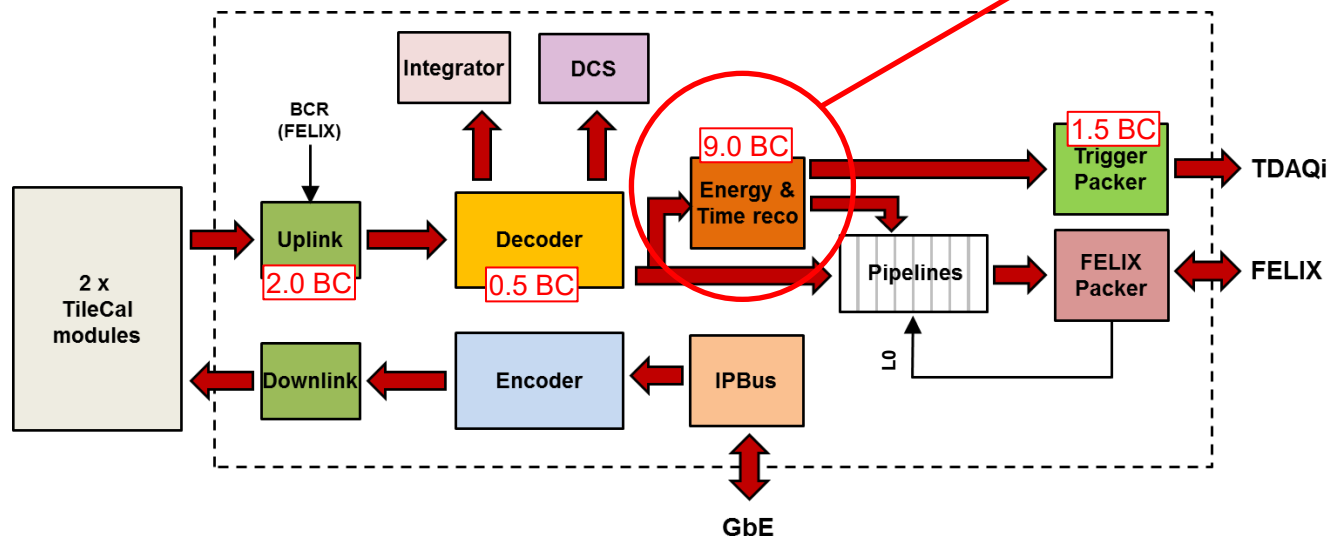 Integrator
DCS
BCR
(FELIX)
9.0 BC
1.5 BC
Energy &
Time reco
Trigger
Packer
TDAQi
2 x
TileCal
modules
Uplink
2.0 BC
Decoder
0.5 BC
Pipelines
FELIX
Packer
FELIX
Downlink
Encoder
IPBus
L0
GbE